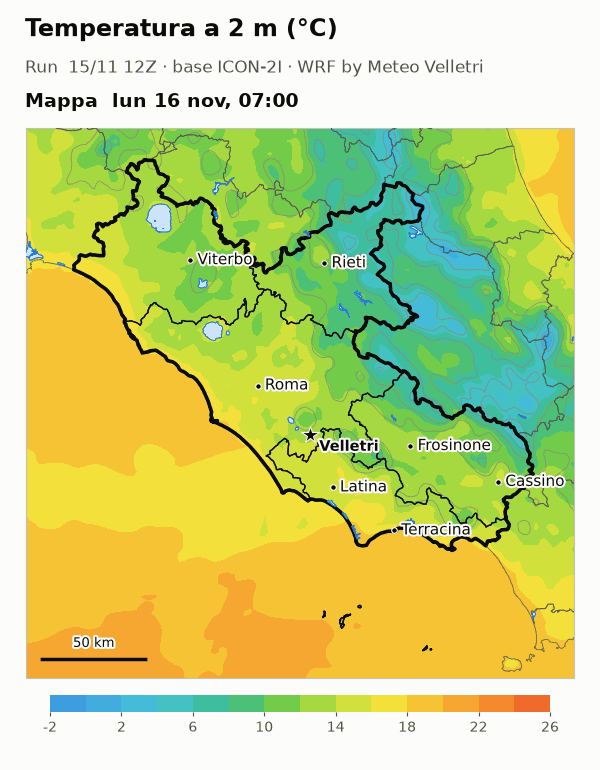 Temperatura a 2 m (°C)
Run  15/11 12Z · base ICON-2I · WRF by Meteo Velletri
Mappa  lun 16 nov, 07:00
Viterbo
Rieti
Roma
Velletri
Frosinone
Cassino
Latina
Terracina
50 km
-2 2 6 10 14 18 22 26